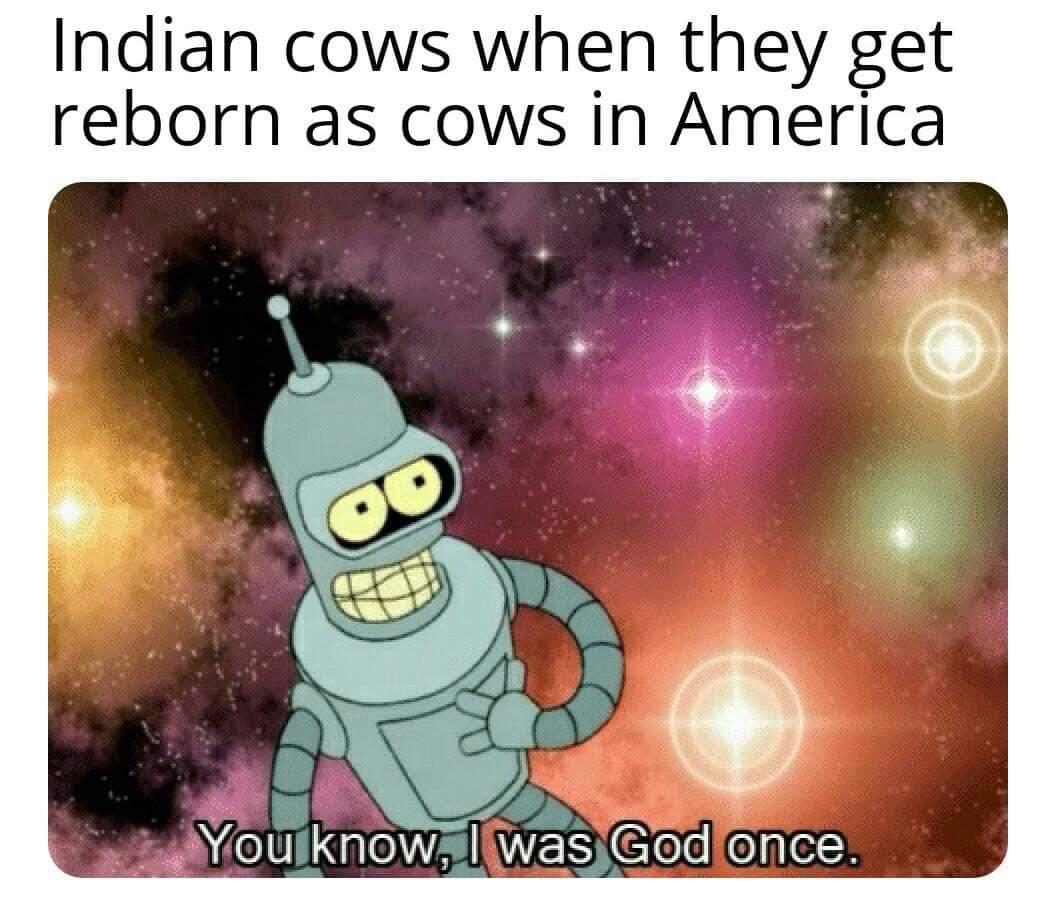 Indian cows when they get
reborn as cows in America
You know, I was God once.